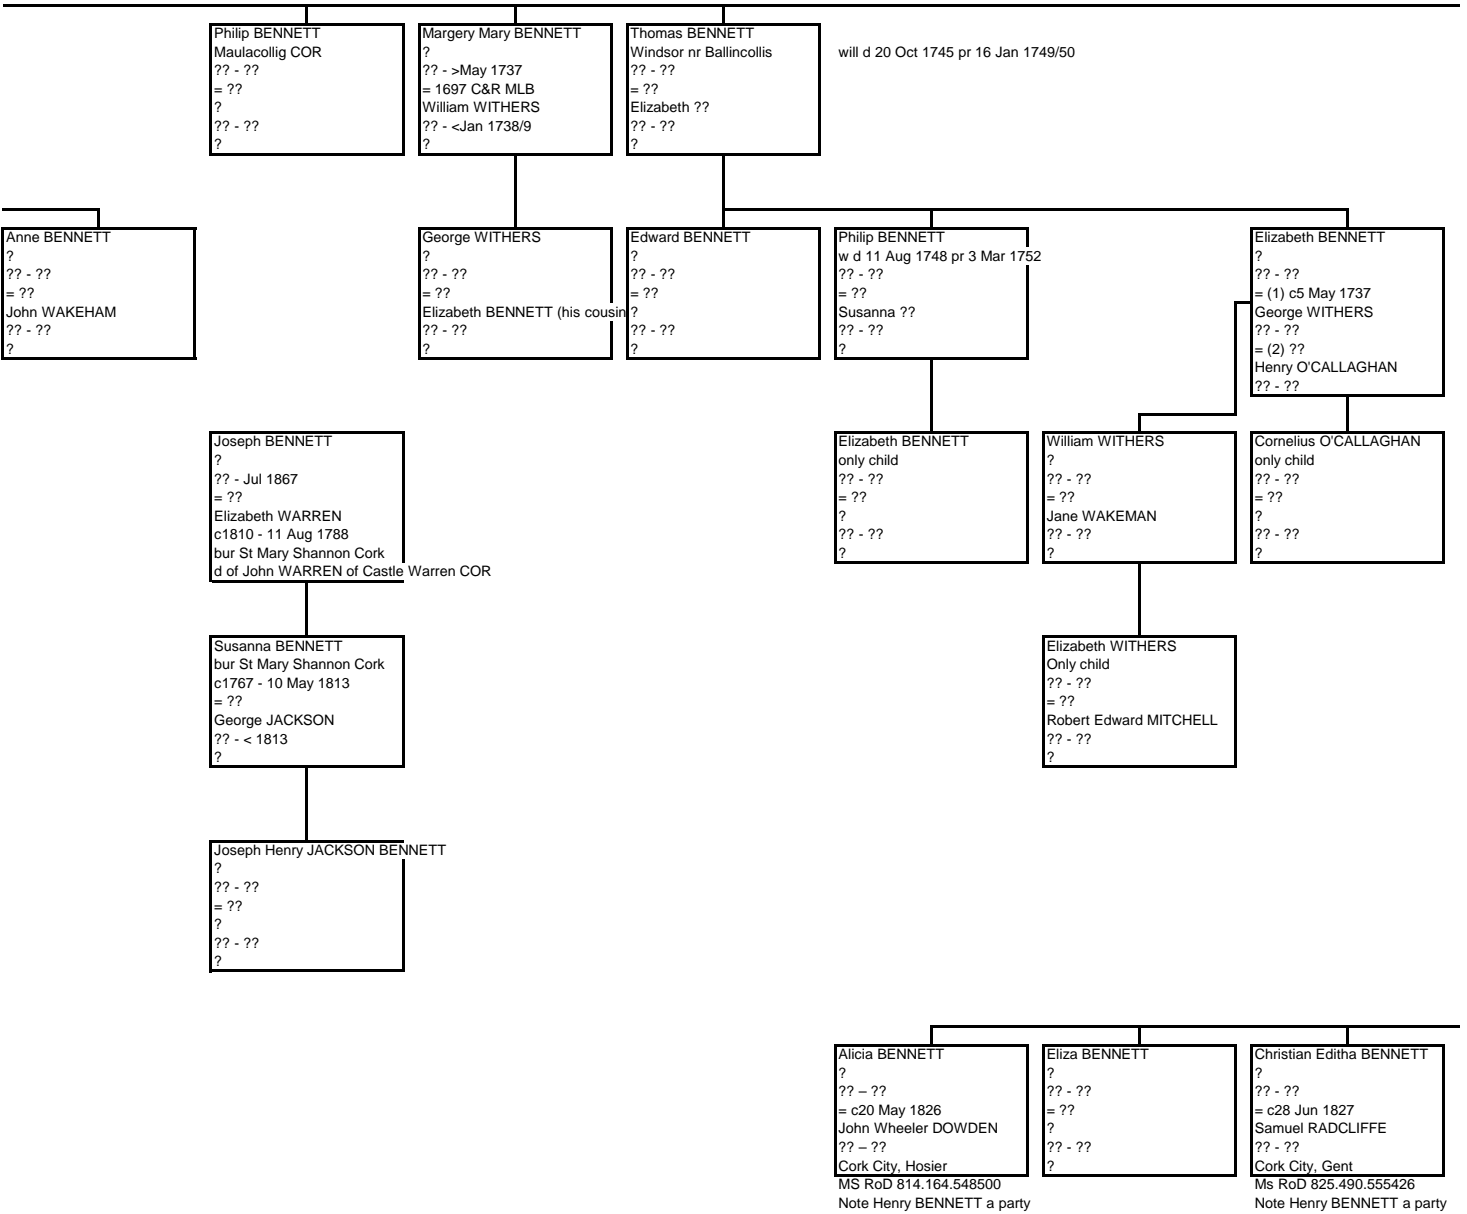 Philip BENNETT
Maulacollig COR
?? - ??
= ??
?
?? - ??
?
Margery Mary BENNETT
?
?? - >May 1737
= 1697 C&R MLB
William WITHERS
?? - <Jan 1738/9
?
Thomas BENNETT
Windsor nr Ballincollis
?? - ??
= ??
Elizabeth ??
?? - ??
?
will d 20 Oct 1745 pr 16 Jan 1749/50
Anne BENNETT
?
?? - ??
= ??
John WAKEHAM
?? - ??
?
George WITHERS
?
?? - ??
= ??
Elizabeth BENNETT (his cousin
?? - ??
?
Edward BENNETT
?
?? - ??
= ??
?
?? - ??
?
Philip BENNETT
w d 11 Aug 1748 pr 3 Mar 1752
?? - ??
= ??
Susanna ??
?? - ??
?
Elizabeth BENNETT
?
?? - ??
= (1) c5 May 1737
George WITHERS
?? - ??
= (2) ??
Henry O'CALLAGHAN
?? - ??
Joseph BENNETT
?
?? - Jul 1867
= ??
Elizabeth WARREN
c1810 - 11 Aug 1788
bur St Mary Shannon Cork
d of John WARREN of Castle Warren COR
Elizabeth BENNETT
only child
?? - ??
= ??
?
?? - ??
?
William WITHERS
?
?? - ??
= ??
Jane WAKEMAN
?? - ??
?
Cornelius O'CALLAGHAN
only child
?? - ??
= ??
?
?? - ??
?
Susanna BENNETT
bur St Mary Shannon Cork
c1767 - 10 May 1813
= ??
George JACKSON
?? - < 1813
?
Elizabeth WITHERS
Only child
?? - ??
= ??
Robert Edward MITCHELL
?? - ??
?
Joseph Henry JACKSON BENNETT
?
?? - ??
= ??
?
?? - ??
?
Alicia BENNETT
?
?? – ??
= c20 May 1826
John Wheeler DOWDEN
?? – ??
Cork City, Hosier
MS RoD 814.164.548500
Note Henry BENNETT a party
Eliza BENNETT
?
?? - ??
= ??
?
?? - ??
?
Christian Editha BENNETT
?
?? - ??
= c28 Jun 1827
Samuel RADCLIFFE
?? - ??
Cork City, Gent
Ms RoD 825.490.555426
Note Henry BENNETT a party